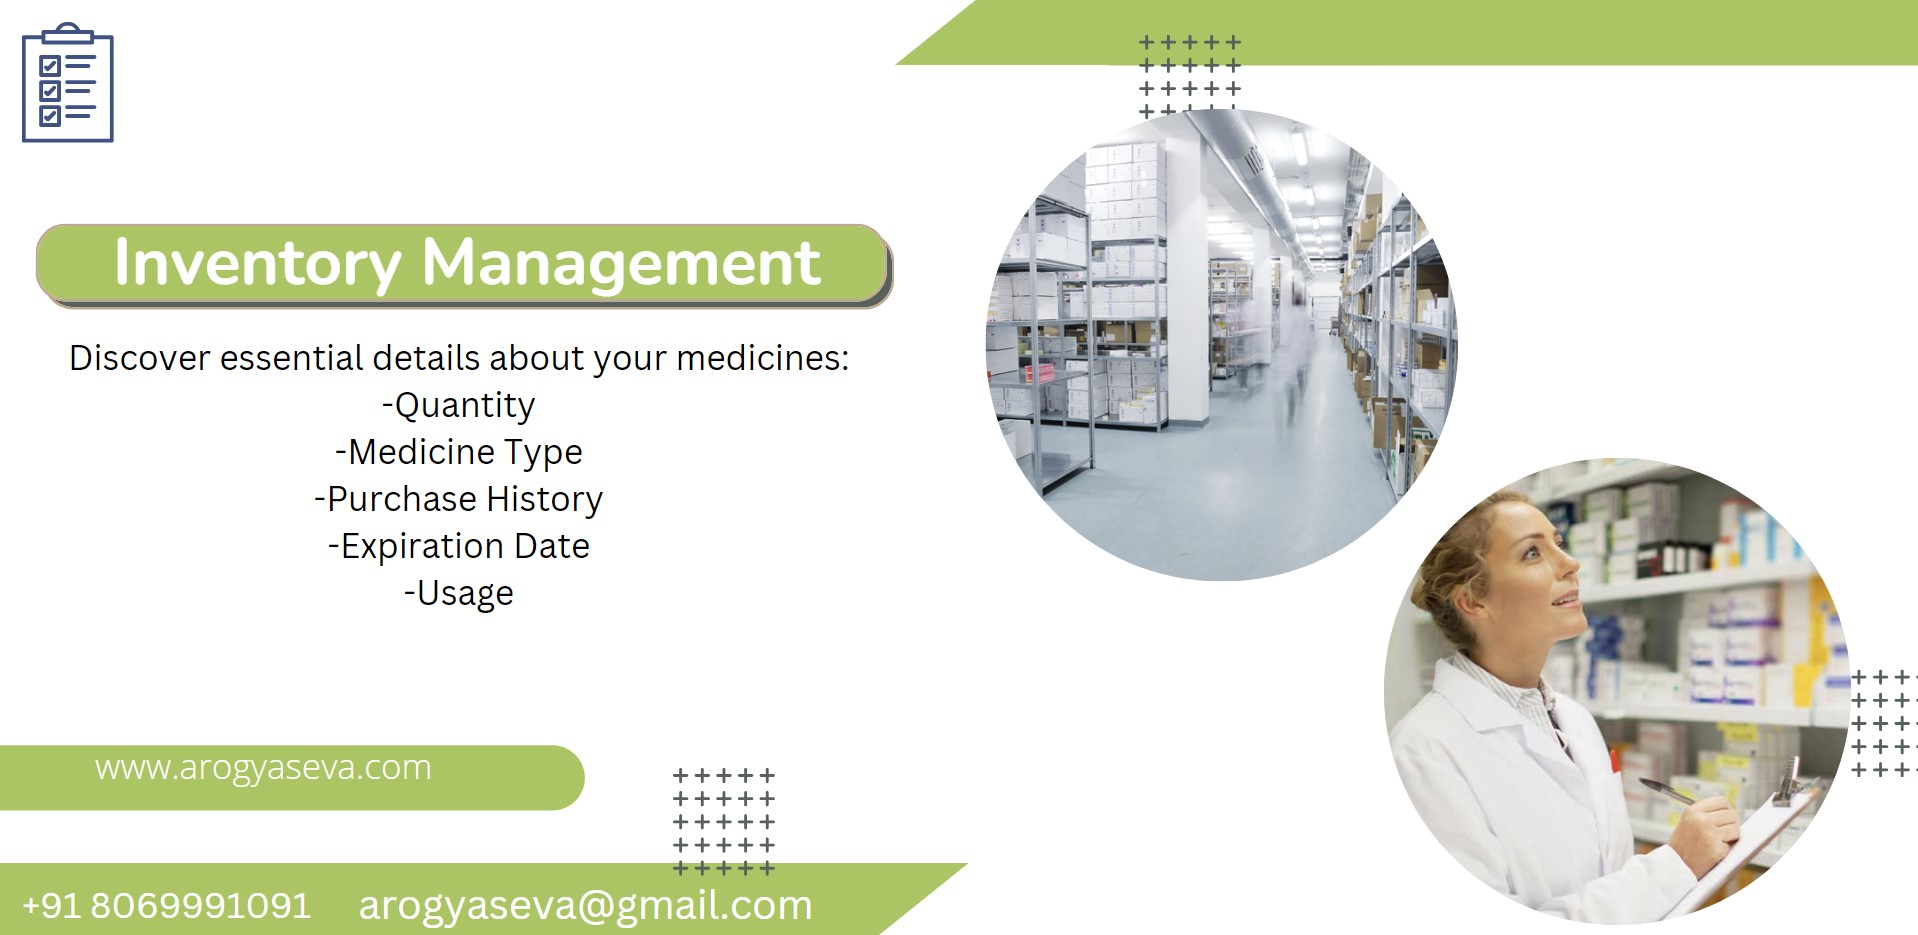 Inventory Management
Discover essential details about your medicines:
-Quantity
-Medicine Type
-Purchase History
-Expiration Date
-Usage
www.arogyaseva.com
+91 8069991091 arogyaseva@gmail.com